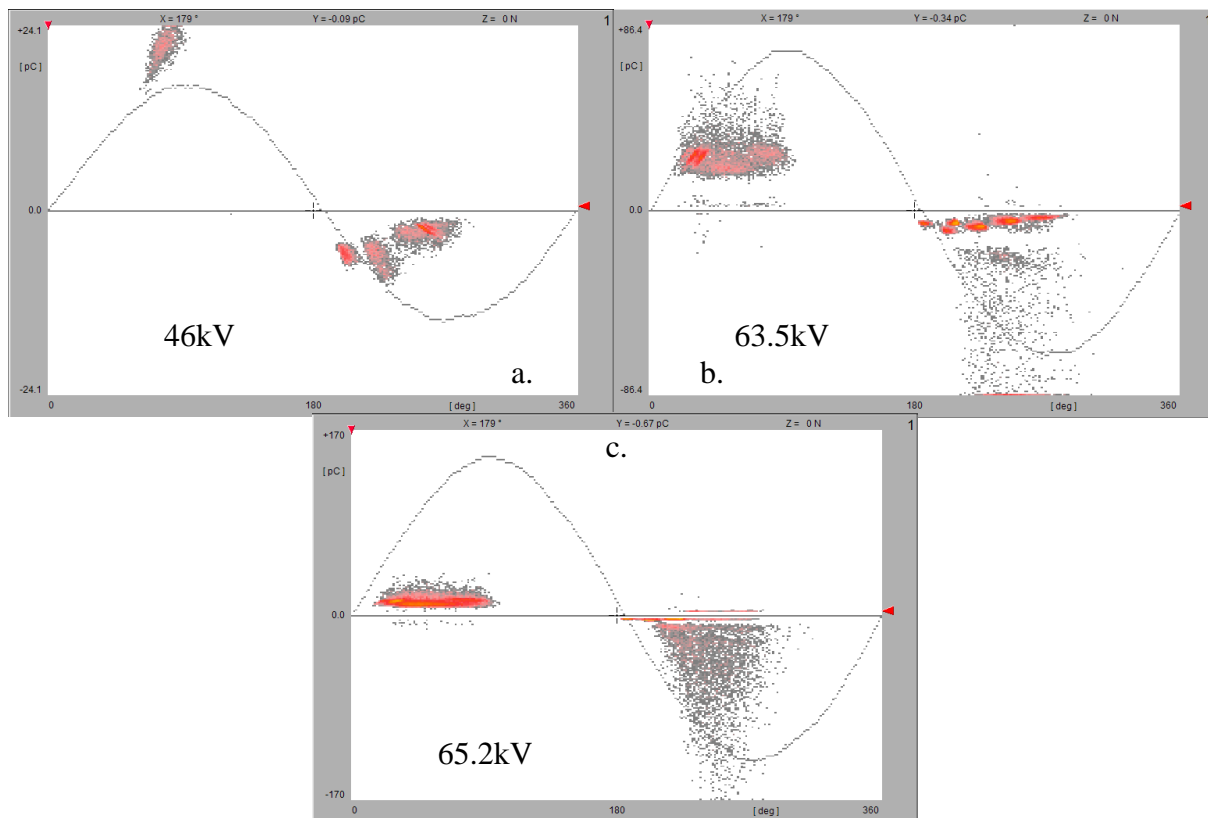 X = 179 ° Y = -0.09 pC Z = 0 N 1
+24.1
[ pC ]
0.0
46kV
a.
-24.1
0 180 [ deg ] 360
X = 179 ° Y = -0.34 pC Z = 0 N
+86.4
[ pC ]
0.0
63.5kV
b.
-86.4
0 180 [ deg ] 360
X = 179 ° Y = -0.67 pC Z = 0 N 1
c.
+170
[ pC ]
0.0
65.2kV
-170
0 180 [ deg ] 360